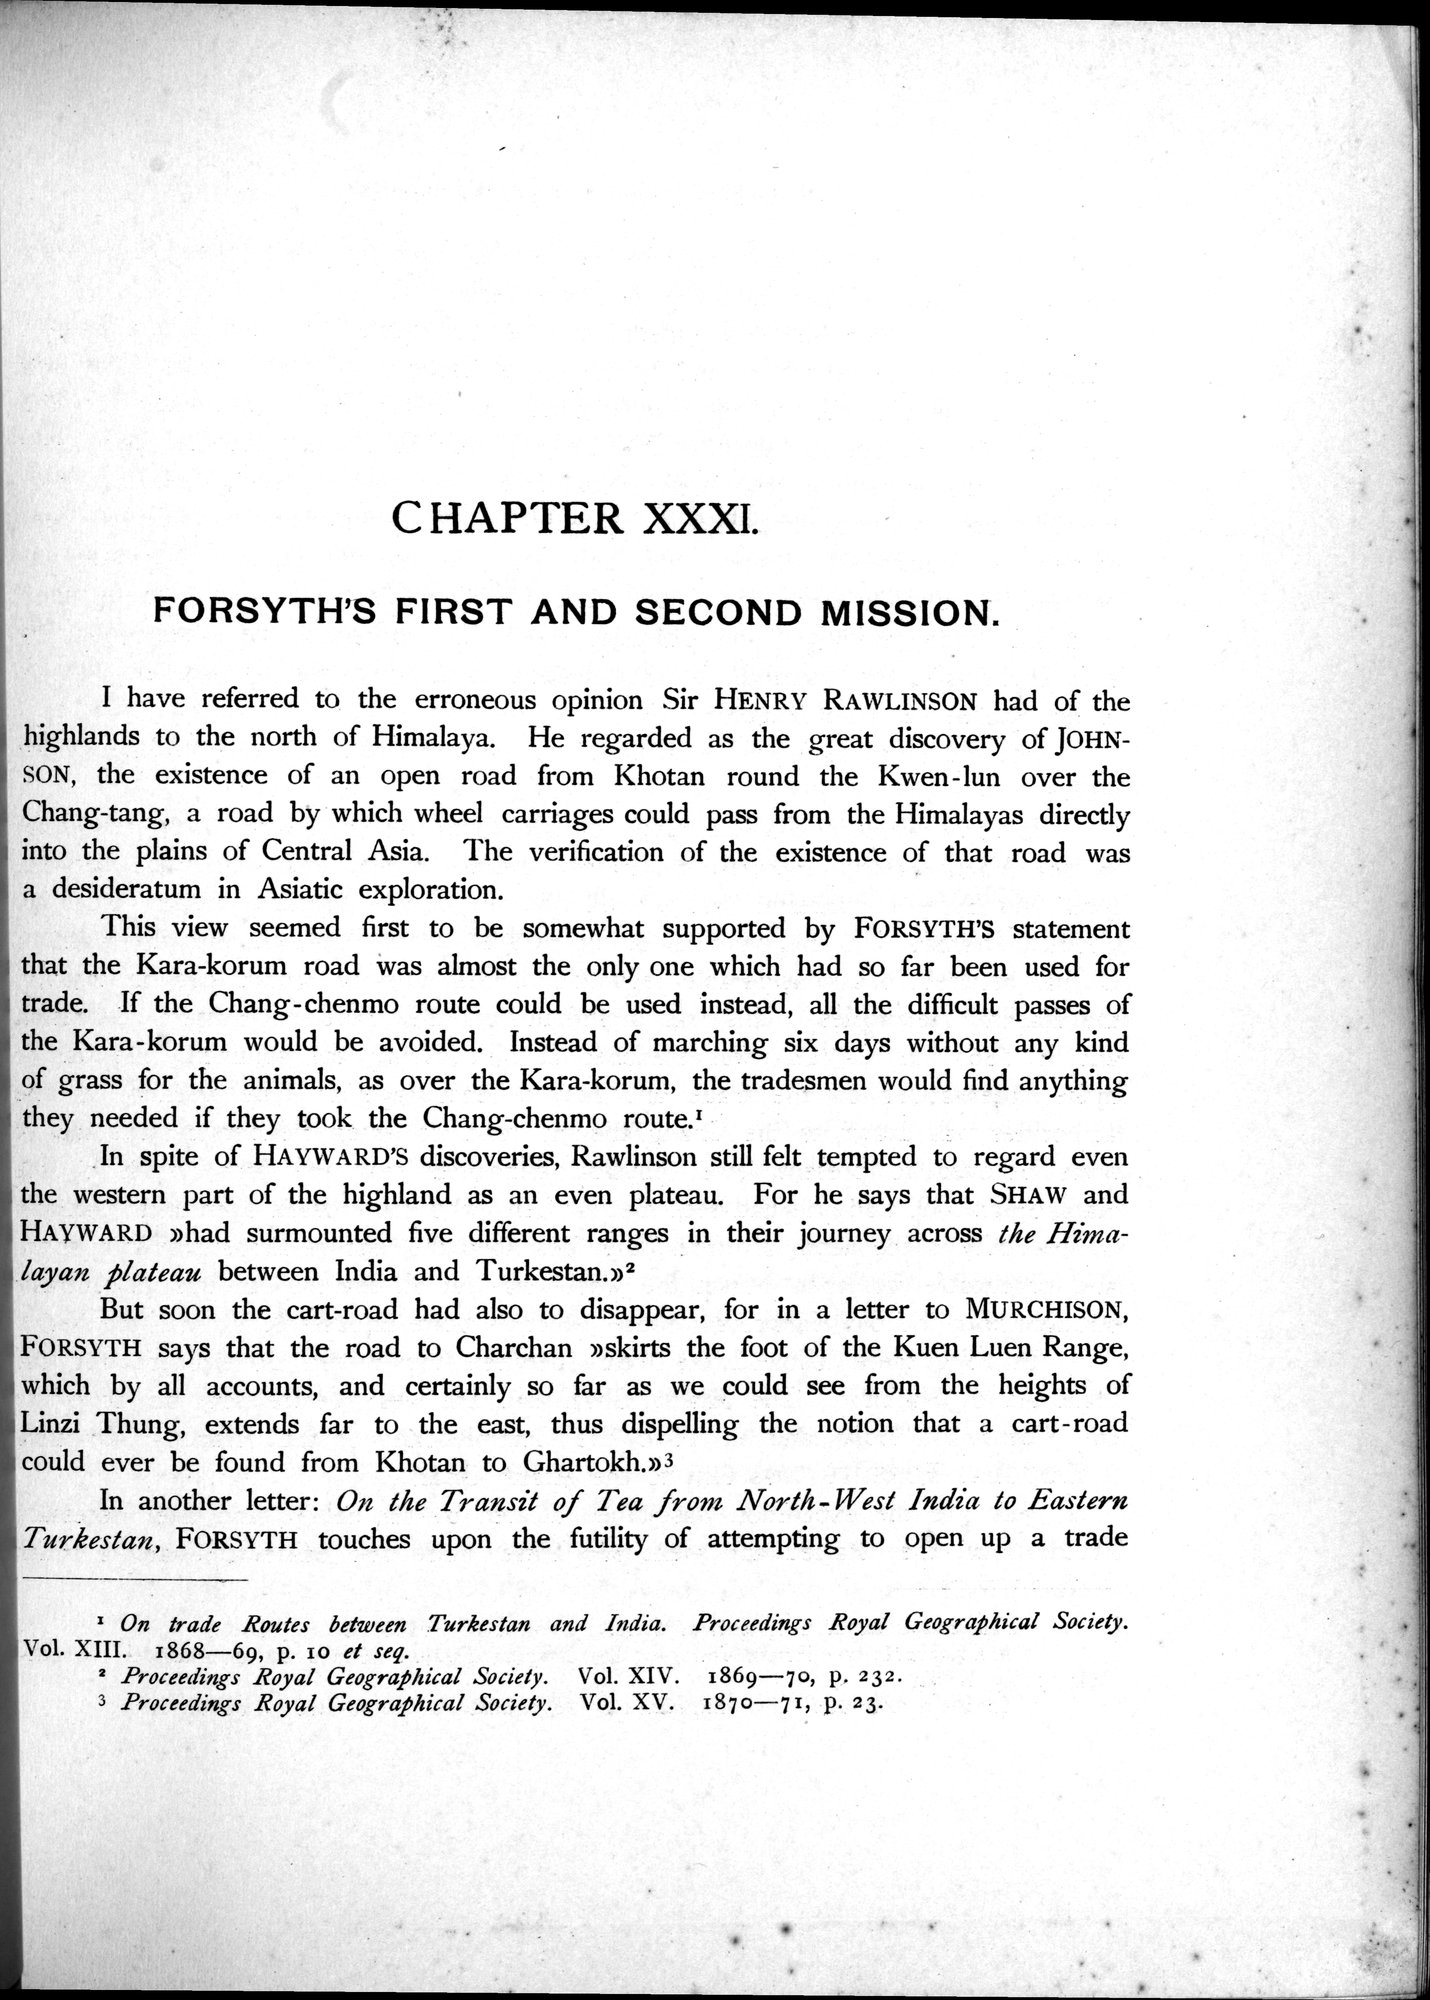 CHAPTER XXXI.
FORSYTH'S FIRST AND SECOND MISSION.
I have referred to the erroneous opinion Sir HENRY RAWLINSON had of the
highlands to the north of Himalaya. He regarded as the great discovery of JOHN-
SON, the existence of an open road from Khotan round the Kwen-lun over the
Chang-tang, a road by which wheel carriages could pass from the Himalayas directly
into the plains of Central Asia. The verification of the existence of that road was
a desideratum in Asiatic exploration.
This view seemed first to be somewhat supported by FORSYTH'S statement
that the Kara-korum road was almost the only one which had so far been used for
trade. If the Chang-chenmo route could be used instead, all the difficult passes of
the Kara-korum would be avoided. Instead of marching six days without any kind
of grass for the animals, as over the Kara-korum, the tradesmen would find anything
they needed if they took the Chang-chenmo route.¹
In spite of HAYWARD'S discoveries, Rawlinson still felt tempted to regard even
the western part of the highland as an even plateau. For he says that SHAW and
HAYWARD »had surmounted five different ranges in their journey across the Hima-
layan plateau between India and Turkestan.»²
But soon the cart-road had also to disappear, for in a letter to MURCHISON,
FORSYTH says that the road to Charchan »skirts the foot of the Kuen Luen Range,
which by all accounts, and certainly so far as we could see from the heights of
Linzi Thung, extends far to the east, thus dispelling the notion that a cart-road
could ever be found from Khotan to Ghartokh.»³
In another letter: On the Transit of Tea from North-West India to Eastern
Turkestan, FORSYTH touches upon the futility of attempting to open up a trade
¹ On trade Routes between Turkestan and India. Proceedings Royal Geographical Society.
Vol. XIII. 1868—69, p. 10 et seq.
² Proceedings Royal Geographical Society. Vol. XIV. 1869—70, p. 232.
³ Proceedings Royal Geographical Society. Vol. XV. 1870—71, p. 23.